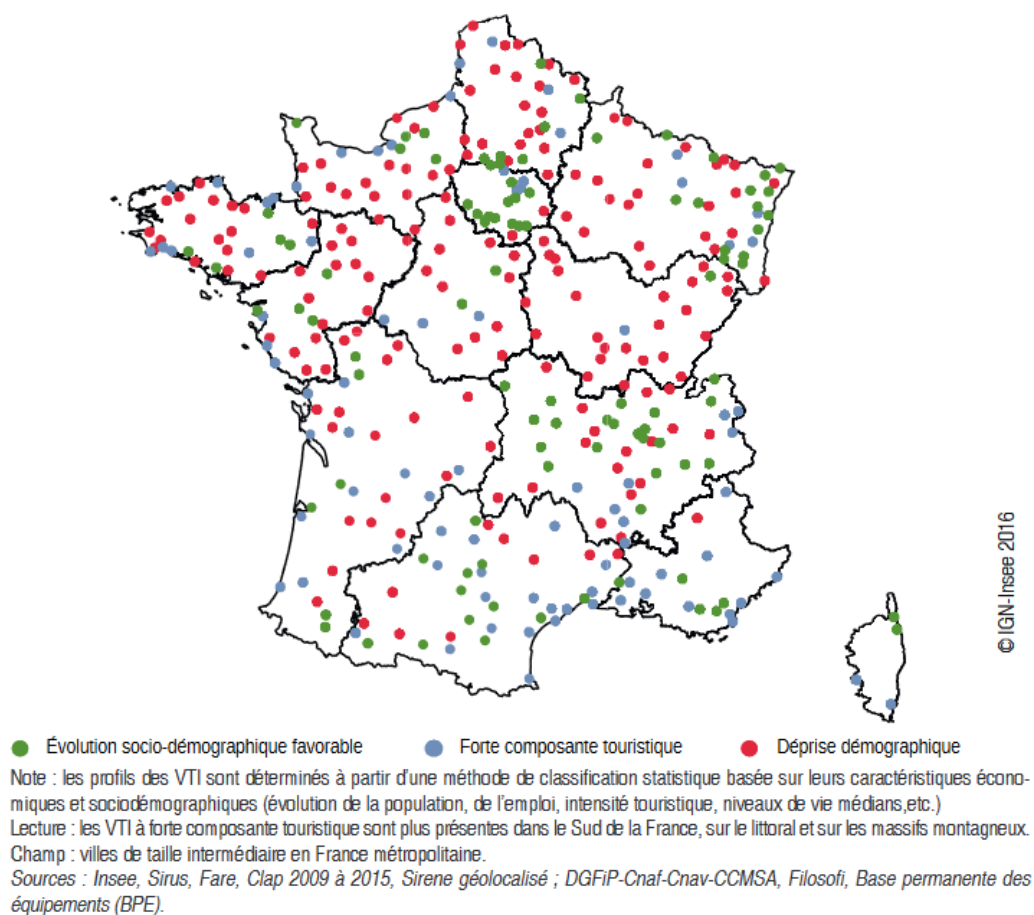 ©IGN-Insee 2016
Évolution socio-démographique favorable Forte composante touristique Déprise démographique
Note : les profils des VTI sont déterminés à partir d'une méthode de classification statistique basée sur leurs caractéristiques écono-
miques et sociodémographiques (évolution de la population, de l'emploi, intensité touristique, niveaux de vie médians,etc.)
Lecture : les VTI à forte composante touristique sont plus présentes dans le Sud de la France, sur le littoral et sur les massifs montagneux.
Champ : villes de taille intermédiaire en France métropolitaine.
Sources : Insee, Sirus, Fare, Clap 2009 à 2015, Sirene géolocalisé ; DGFiP-Cnaf-Cnav-CCMSA, Filosofi, Base permanente des
équipements (BPE).